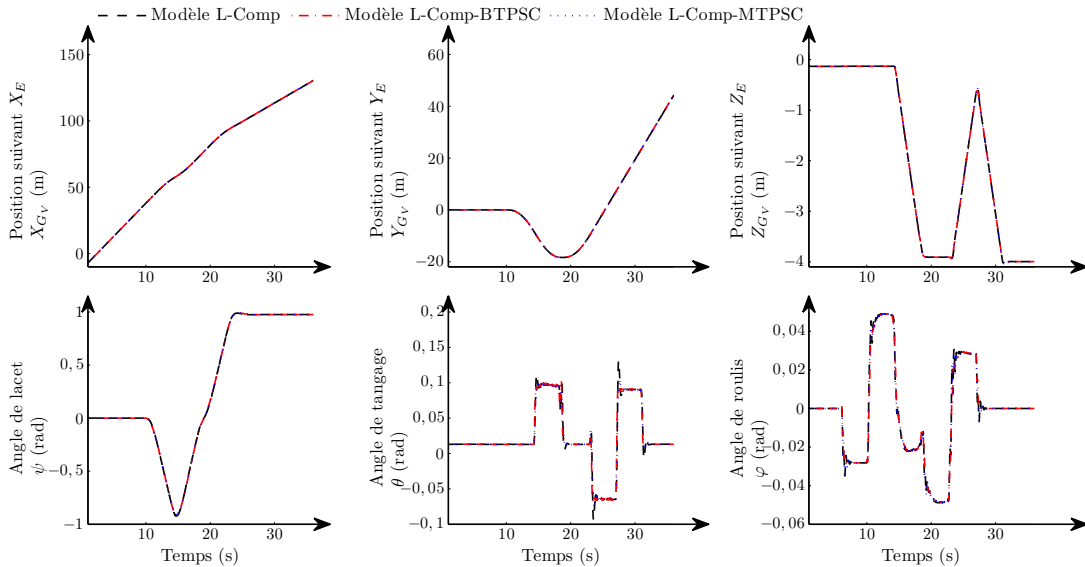 Modèle L-Comp
Modèle L-Comp-BTPSC
Modèle L-Comp-MTPSC
Position suivant X_E
X_{G_V} (m)
150
100
50
0
10
20
30
Position suivant Y_E
Y_{G_V} (m)
60
40
20
0
−20
10
20
30
Position suivant Z_E
Z_{G_V} (m)
0
−1
−2
−3
−4
10
20
30
Angle de lacet
ψ (rad)
1
0,5
0
−0,5
−1
10
20
30
Temps (s)
Angle de taugage
θ (rad)
0,2
0,15
0,1
0,05
0
−0,05
−0,1
10
20
30
Temps (s)
Angle de roulis
φ (rad)
0,04
0,02
0
−0,02
−0,04
−0,06
10
20
30
Temps (s)